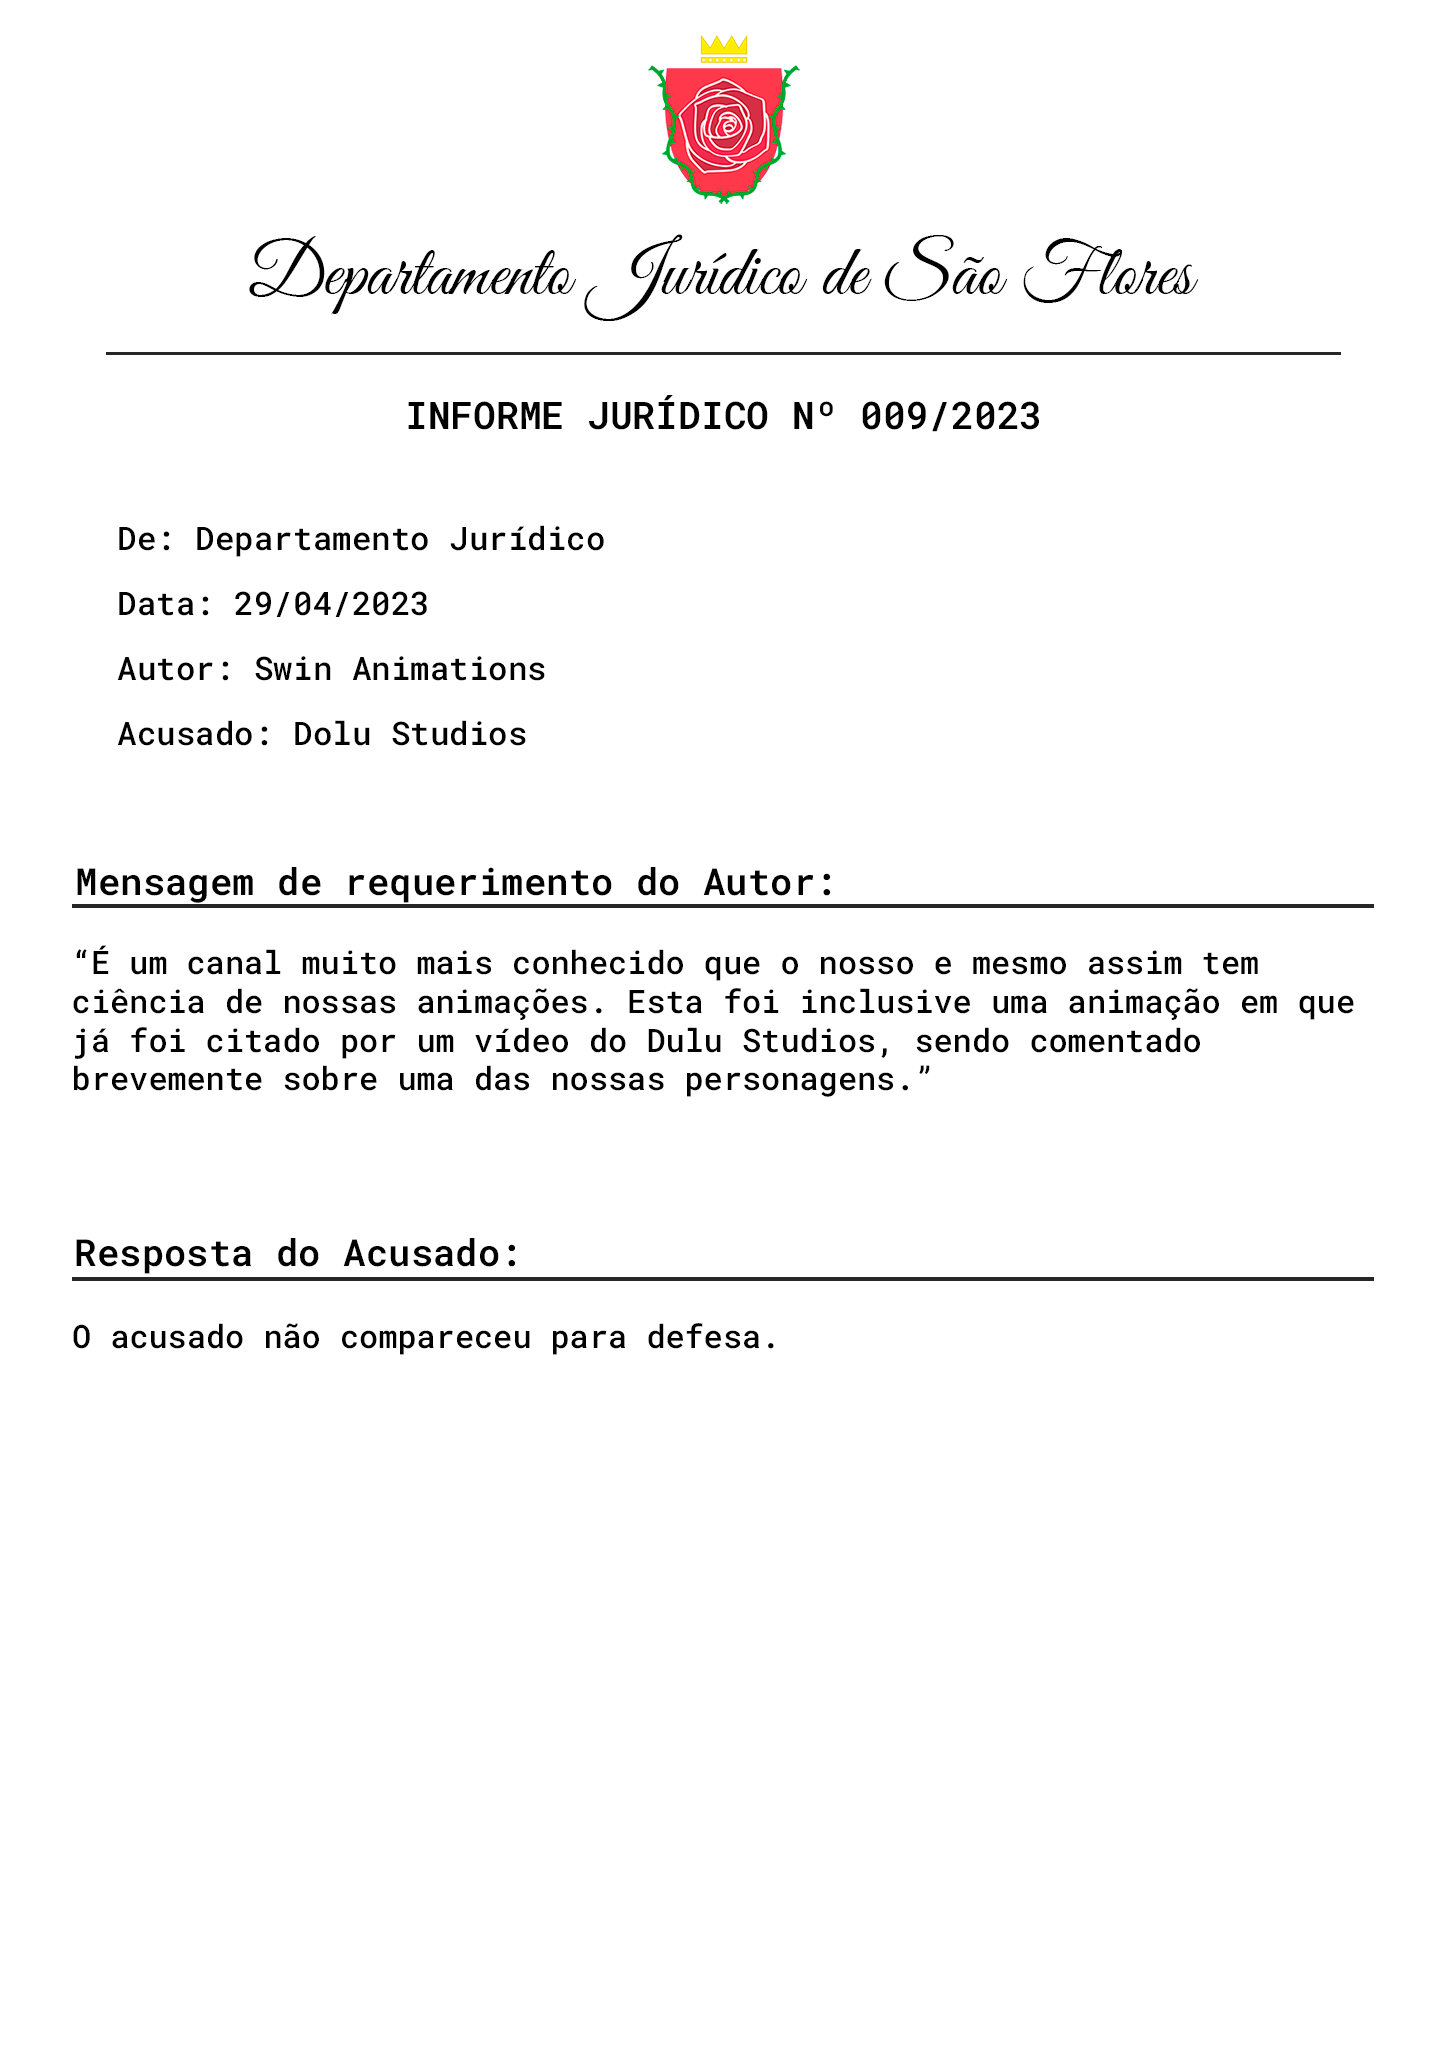 Departamento Jurídico de São Flores
INFORME JURÍDICO Nº 009/2023
De: Departamento Jurídico
Data: 29/04/2023
Autor: Swin Animations
Acusado: Dolu Studios
Mensagem de requerimento do Autor:
“É um canal muito mais conhecido que o nosso e mesmo assim tem
ciência de nossas animações. Esta foi inclusive uma animação em que
já foi citado por um vídeo do Dulu Studios, sendo comentado
brevemente sobre uma das nossas personagens.”
Resposta do Acusado:
O acusado não compareceu para defesa.